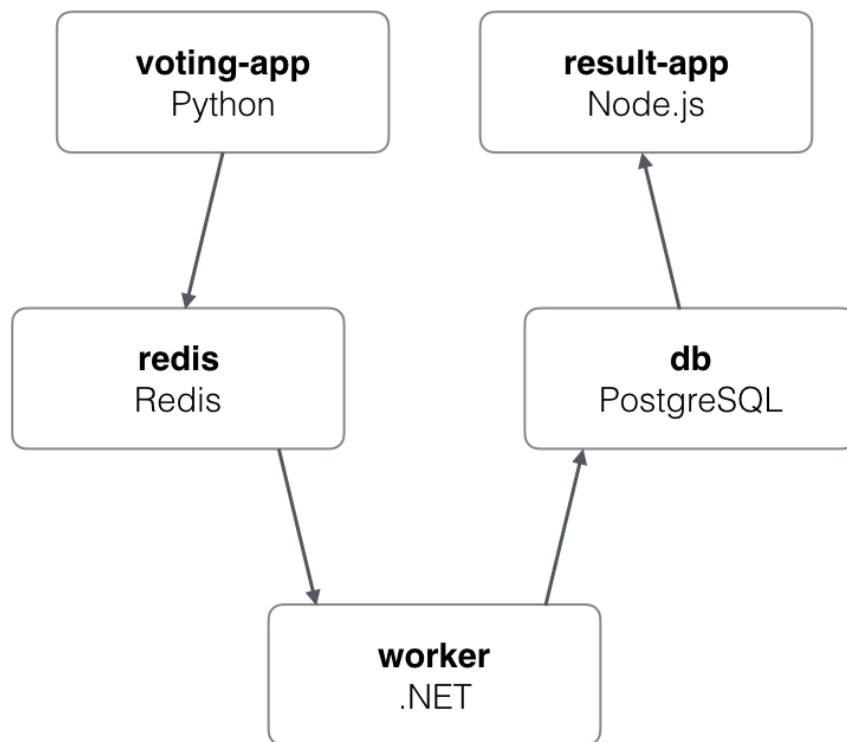 voting-app
Python
result-app
Node.js
redis
Redis
db
PostgreSQL
worker
.NET